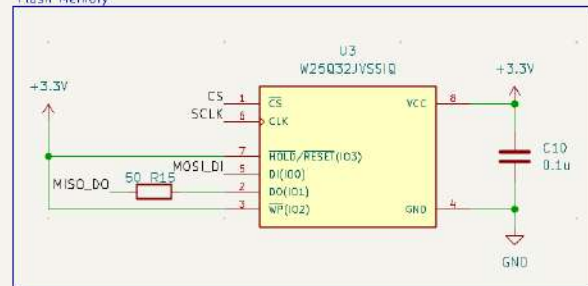 Flash Memory
U3
W25Q32JVSSIQ
+3.3V
+3.3V
CS 1 CS VCC 8
SCLK 6 CLK
7 HOLD/RESET(IO3)
MOSI_DI 5 DI(IO0)
C10
0.1u
MISO_DO 50 R15 2 DO(IO1)
3 WP(IO2) GND 4
GND